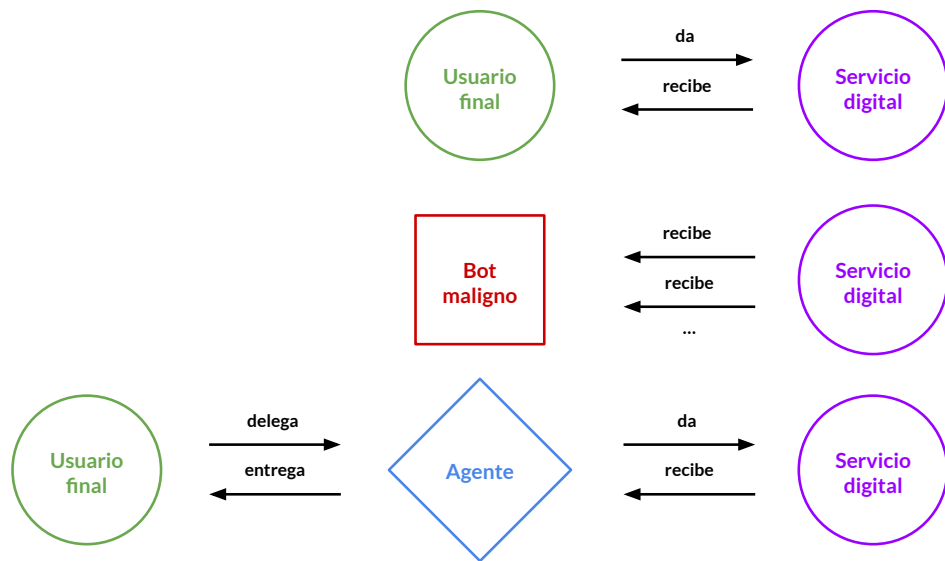 Usuario
final
da
recibe
Servicio
digital
Bot
maligno
recibe
recibe
...
Servicio
digital
Usuario
final
delega
entrega
Agente
da
recibe
Servicio
digital